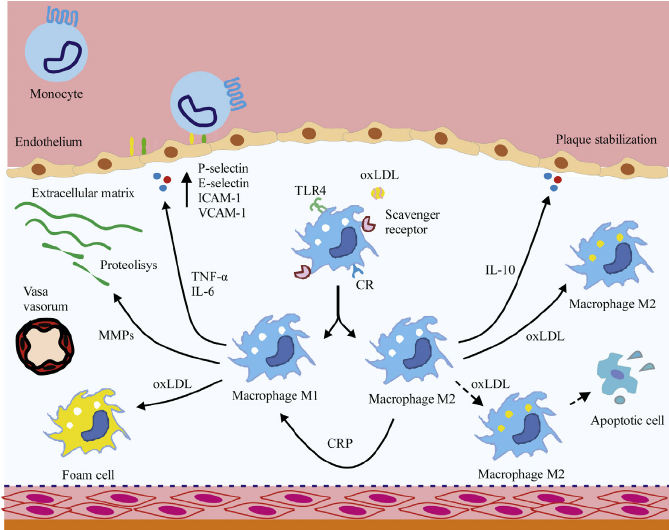 Monocyte
Endothelium
Plaque stabilization
P-selectin
E-selectin
ICAM-1
VCAM-1
Extracellular matrix
Proteolisys
oxLDL
TLR4
Scavenger
receptor
CR
TNF-α
IL-6
IL-10
Macrophage M2
Vasa
vasorum
MMPs
oxLDL
oxLDL
Macrophage M1
Macrophage M2
oxLDL
Apoptotic cell
CRP
Foam cell
Macrophage M2